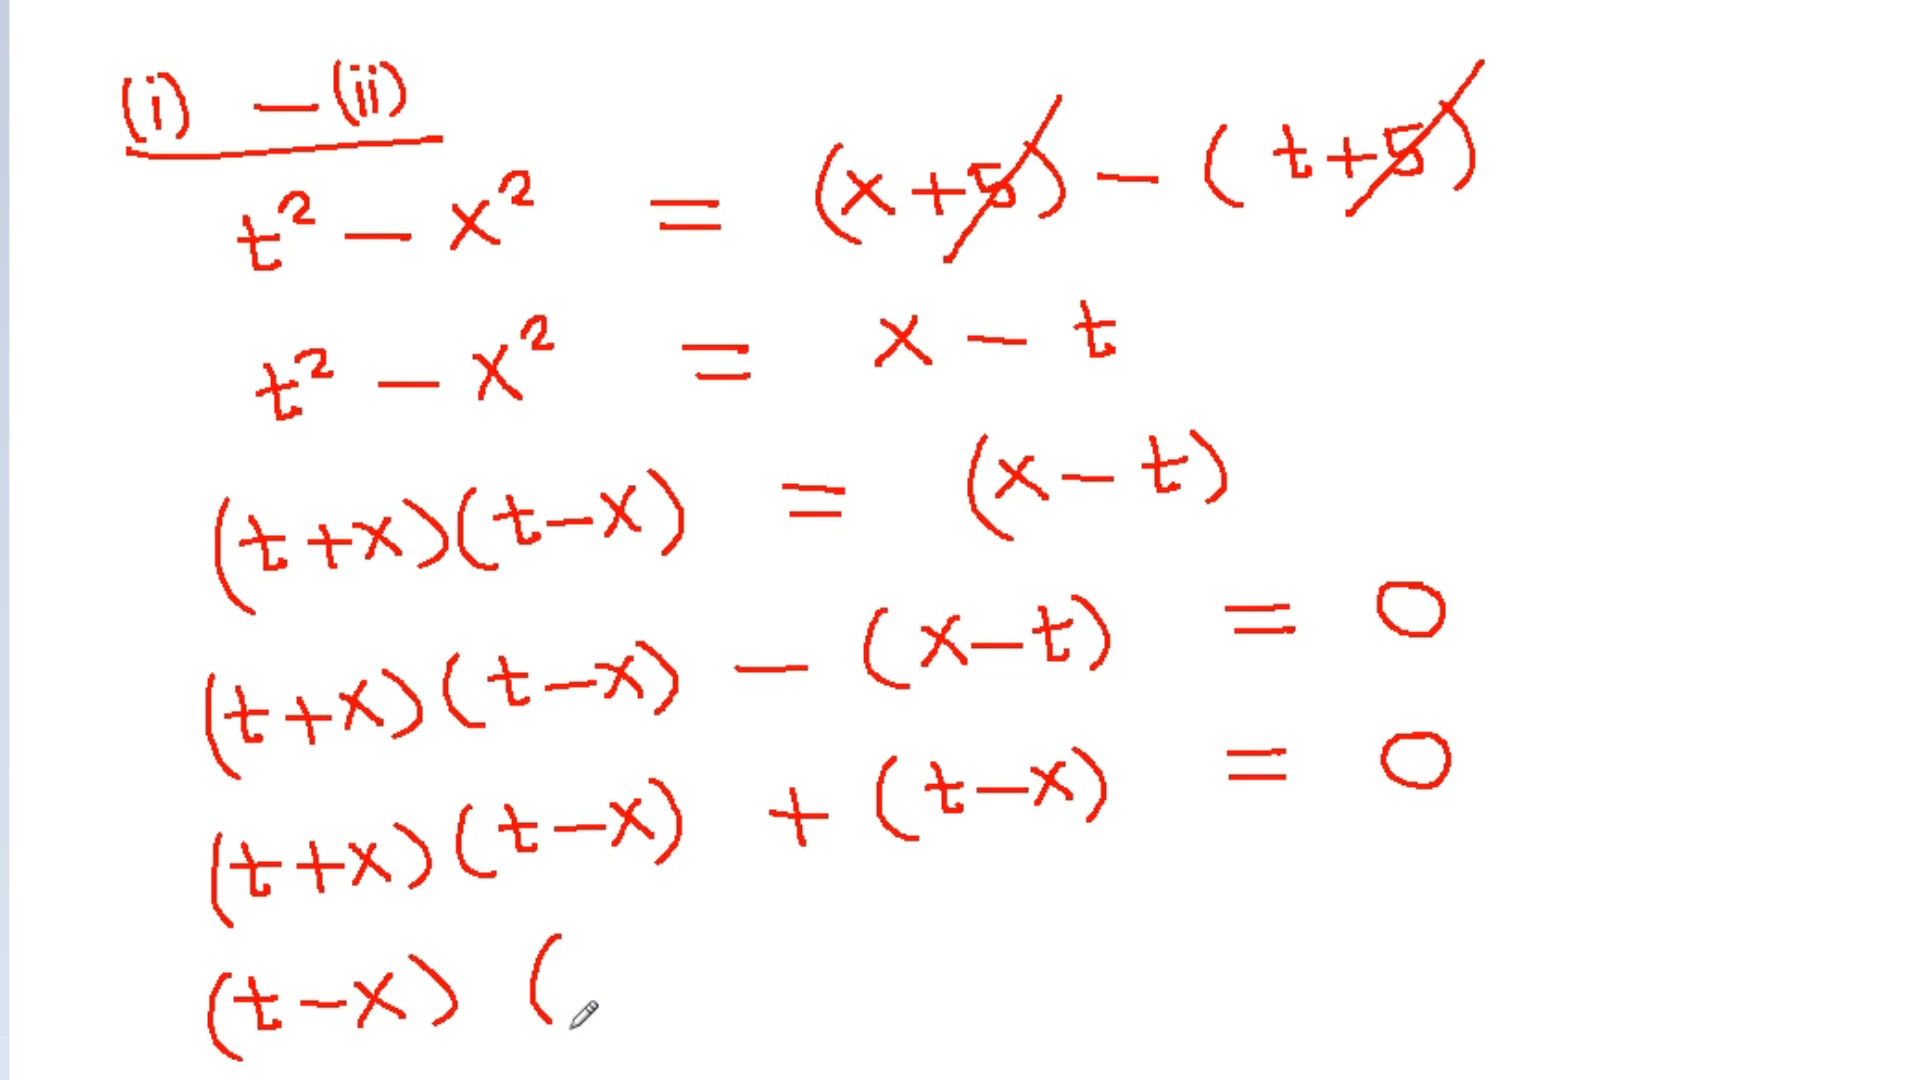 (i) - (ii)
t² - x² = (x+5) - (t+5)
t² - x² = x - t
(t+x)(t-x) = (x-t)
(t+x)(t-x) - (x-t) = 0
(t+x)(t-x) + (t-x) = 0
(t-x) (